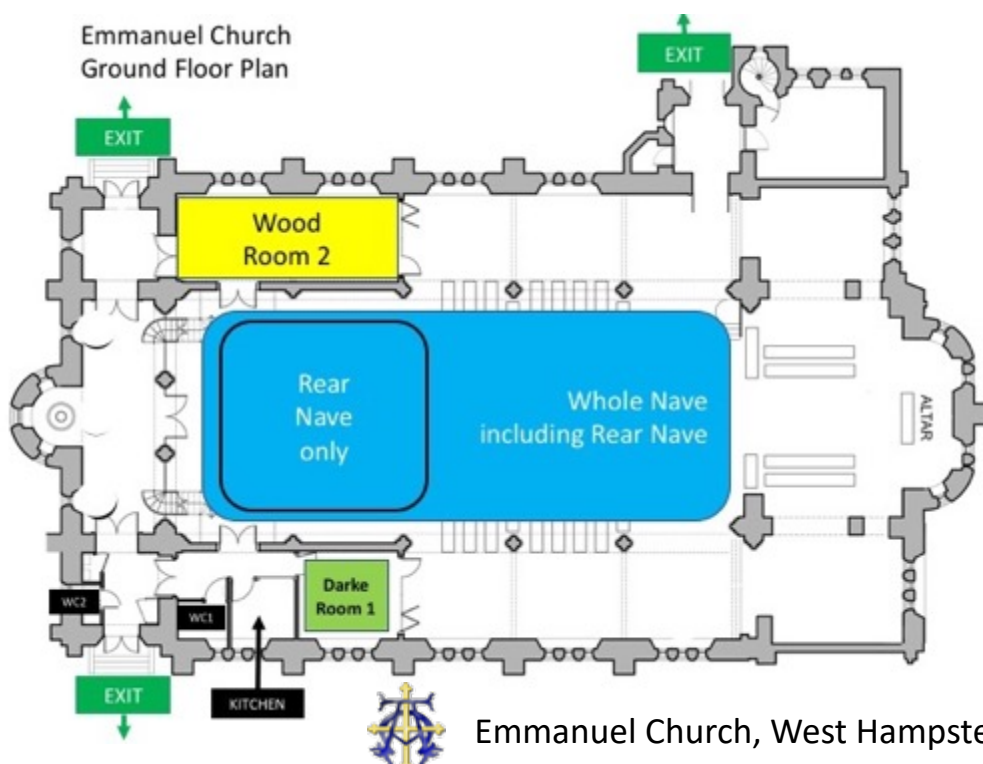 Emmanuel Church
Ground Floor Plan
EXIT
EXIT
Wood
Room 2
Rear
Nave
only
Whole Nave
including Rear Nave
ALTAR
Darke
Room 1
WC2
WC1
EXIT
KITCHEN
Emmanuel Church, West Hampste